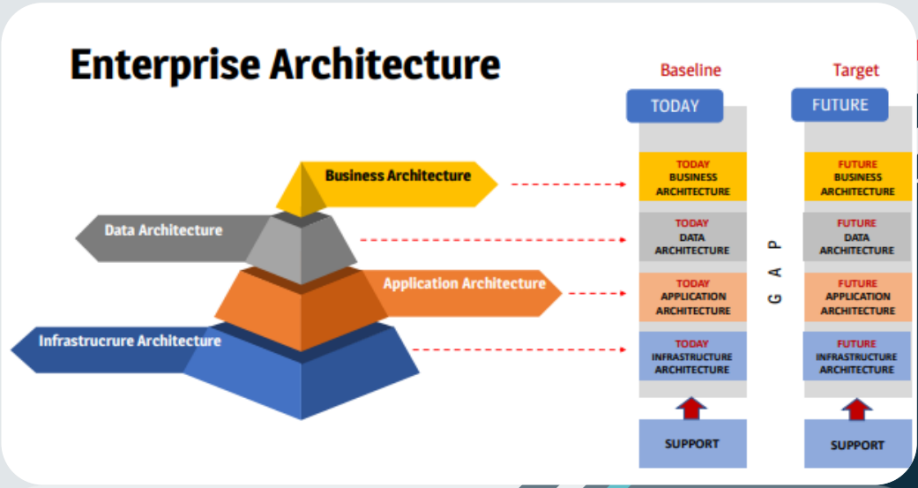 Enterprise Architecture
Baseline
Target
TODAY
FUTURE
Business Architecture
Data Architecture
Application Architecture
Infrastrucrure Architecture
TODAY
BUSINESS
ARCHITECTURE
TODAY
DATA
ARCHITECTURE
TODAY
APPLICATION
ARCHITECTURE
TODAY
INFRASTRUCTURE
ARCHITECTURE
SUPPORT
GAP
FUTURE
BUSINESS
ARCHITECTURE
FUTURE
DATA
ARCHITECTURE
FUTURE
APPLICATION
ARCHITECTURE
FUTURE
INFRASTRUCTURE
ARCHITECTURE
SUPPORT